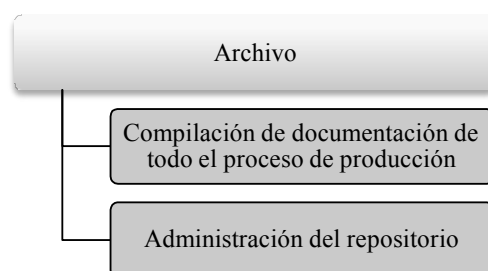 Archivo
Compilación de documentación de
todo el proceso de producción
Administración del repositorio